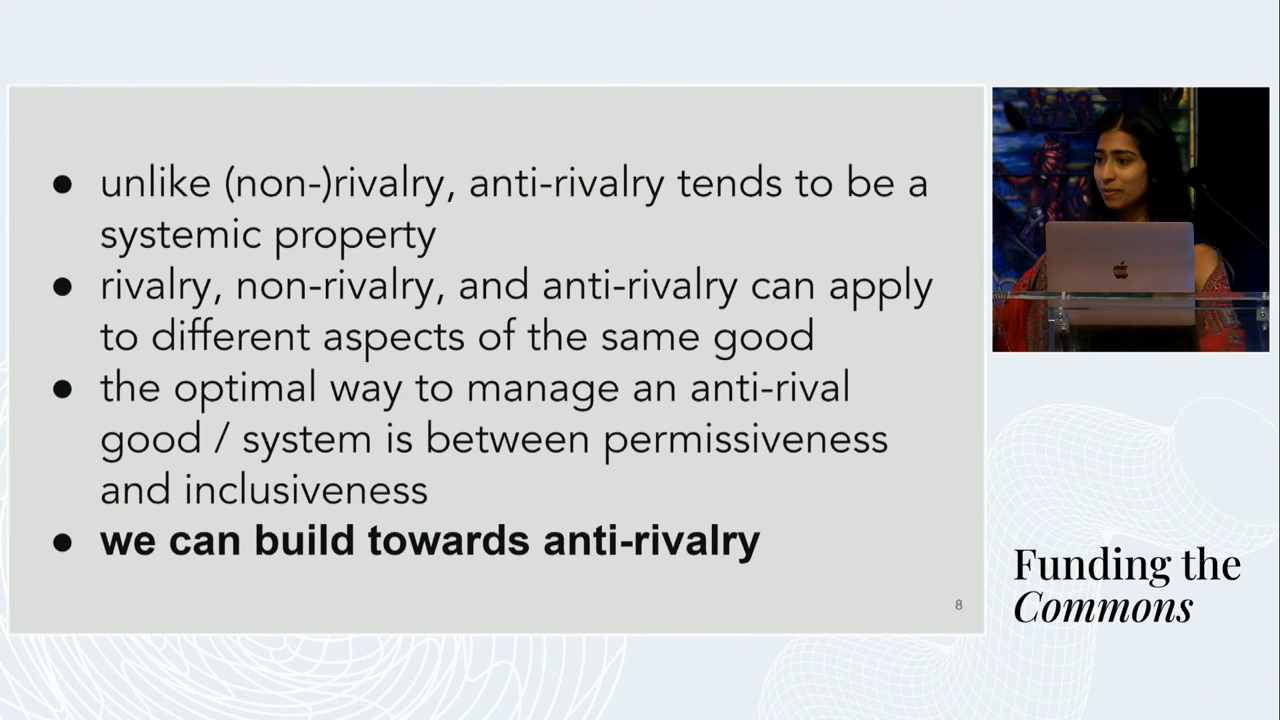 ● unlike (non-)rivalry, anti-rivalry tends to be a
systemic property
● rivalry, non-rivalry, and anti-rivalry can apply
to different aspects of the same good
● the optimal way to manage an anti-rival
good / system is between permissiveness
and inclusiveness
● we can build towards anti-rivalry
8
Funding the
Commons